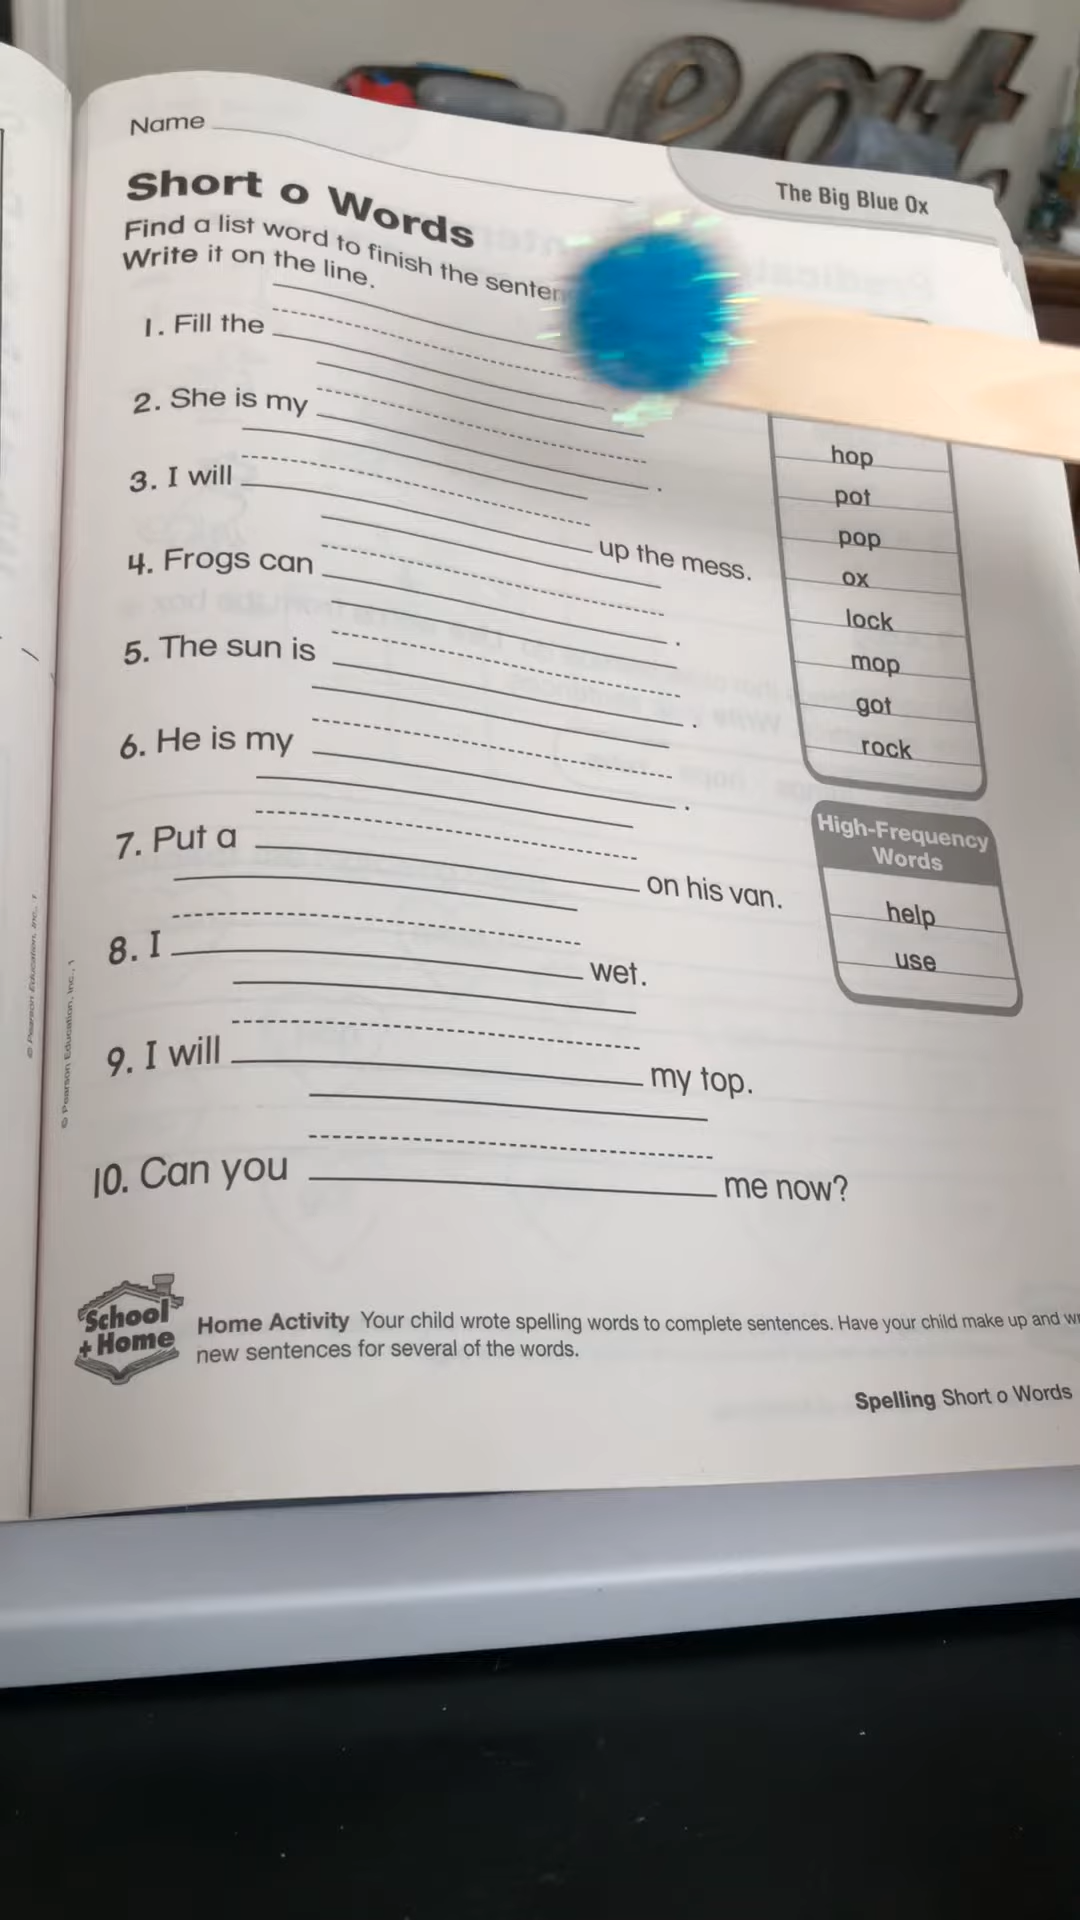 Name
The Big Blue Ox
Short o Words
Find a list word to finish the
Write it on the line.
1. Fill the
2. She is my .
3. I will up the mess.
4. Frogs can .
5. The sun is .
6. He is my .
7. Put a on his van.
8. I wet.
9. I will my top.
10. Can you me now?
hop
pot
pop
ox
lock
mop
got
rock
High-Frequency
Words
help
use
© Pearson Education, Inc., 1
© Pearson Education, Inc., 1
School
+ Home
Home Activity Your child wrote spelling words to complete sentences. Have your child make up and
new sentences for several of the words.
Spelling Short o Words